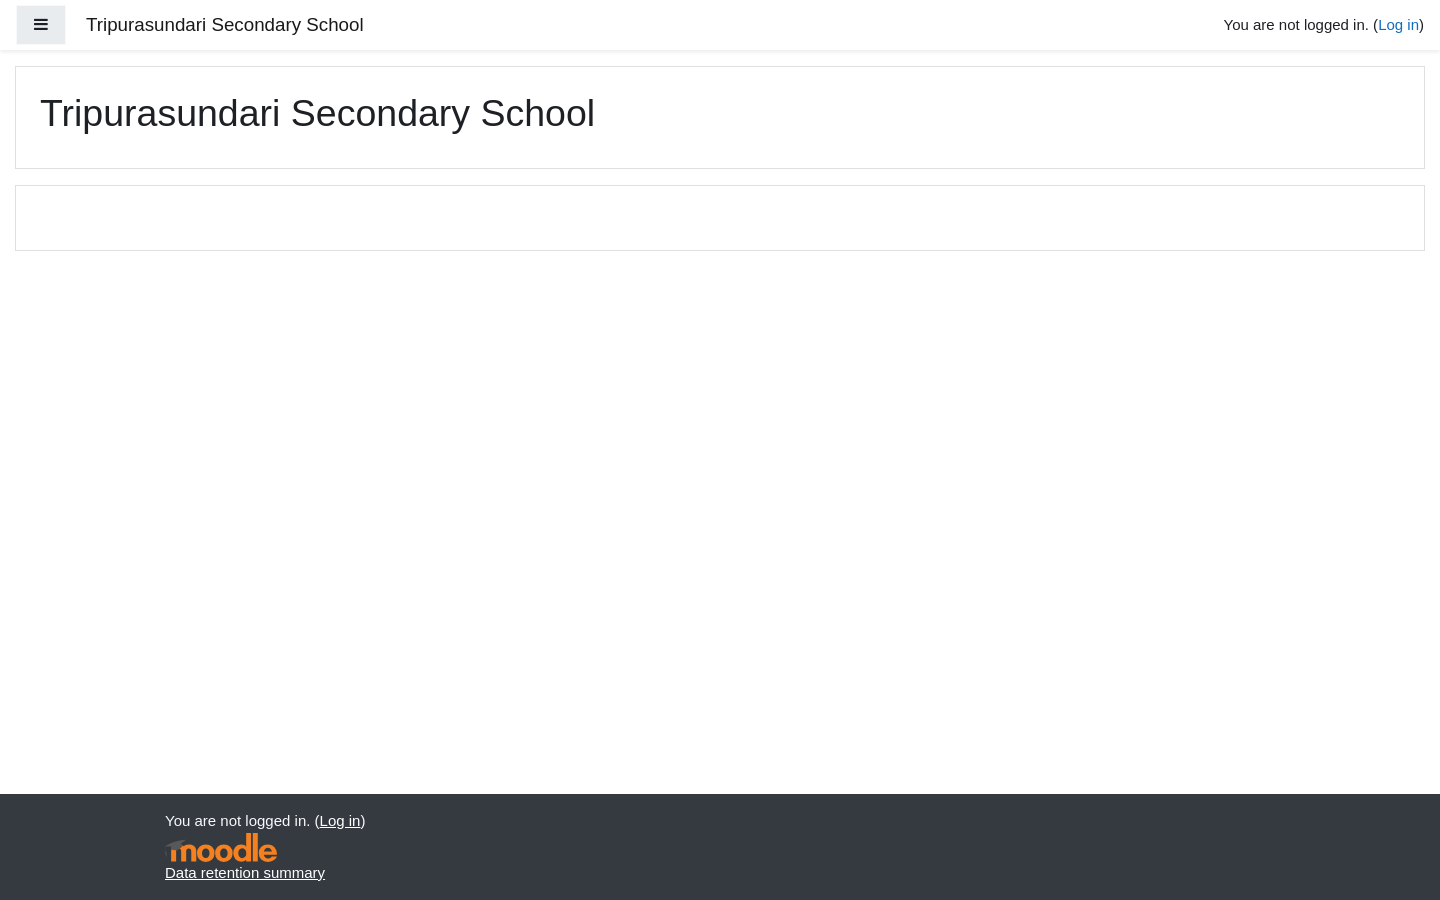 Tripurasundari Secondary School
You are not logged in. (Log in)
Tripurasundari Secondary School
You are not logged in. (Log in)
moodle
Data retention summary